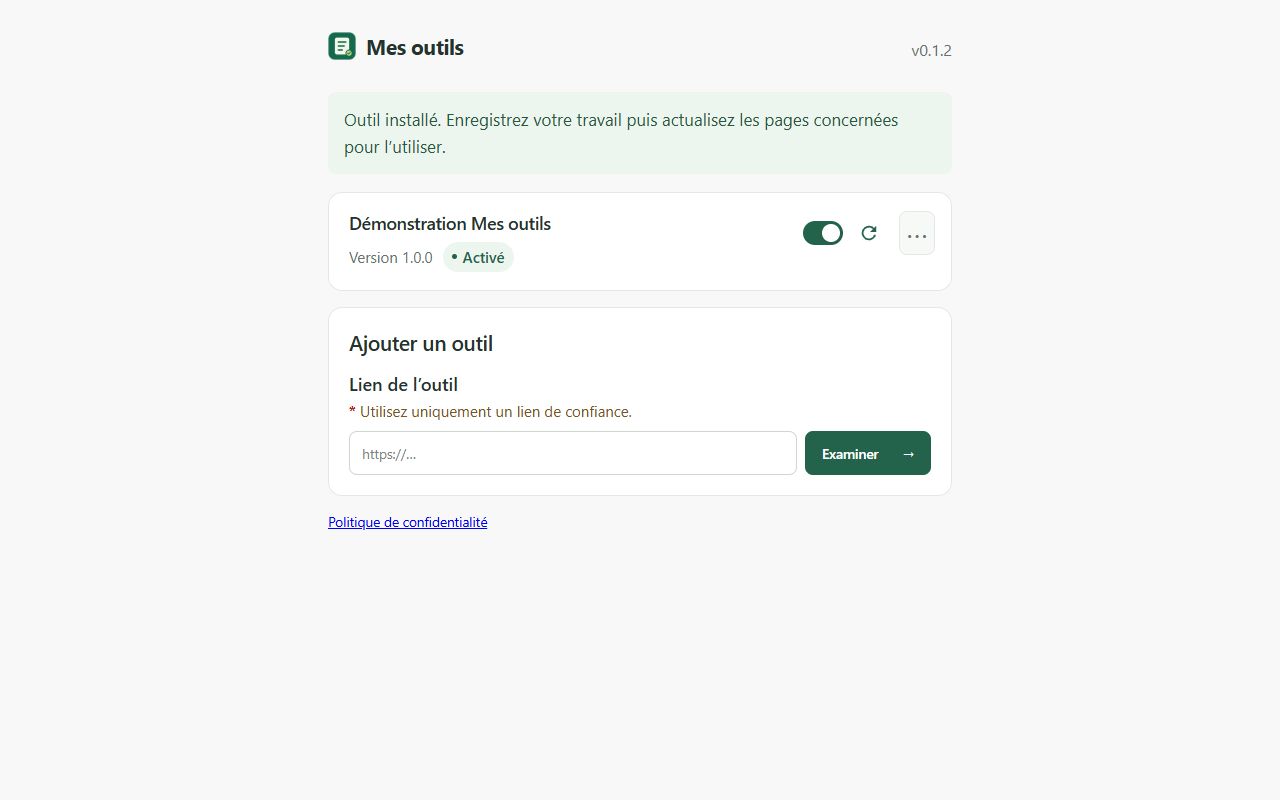 Mes outils
v0.1.2
Outil installé. Enregistrez votre travail puis actualisez les pages concernées
pour l’utiliser.
Démonstration Mes outils
Version 1.0.0 • Activé
...
Ajouter un outil
Lien de l’outil
* Utilisez uniquement un lien de confiance.
https://...
Examiner →
Politique de confidentialité